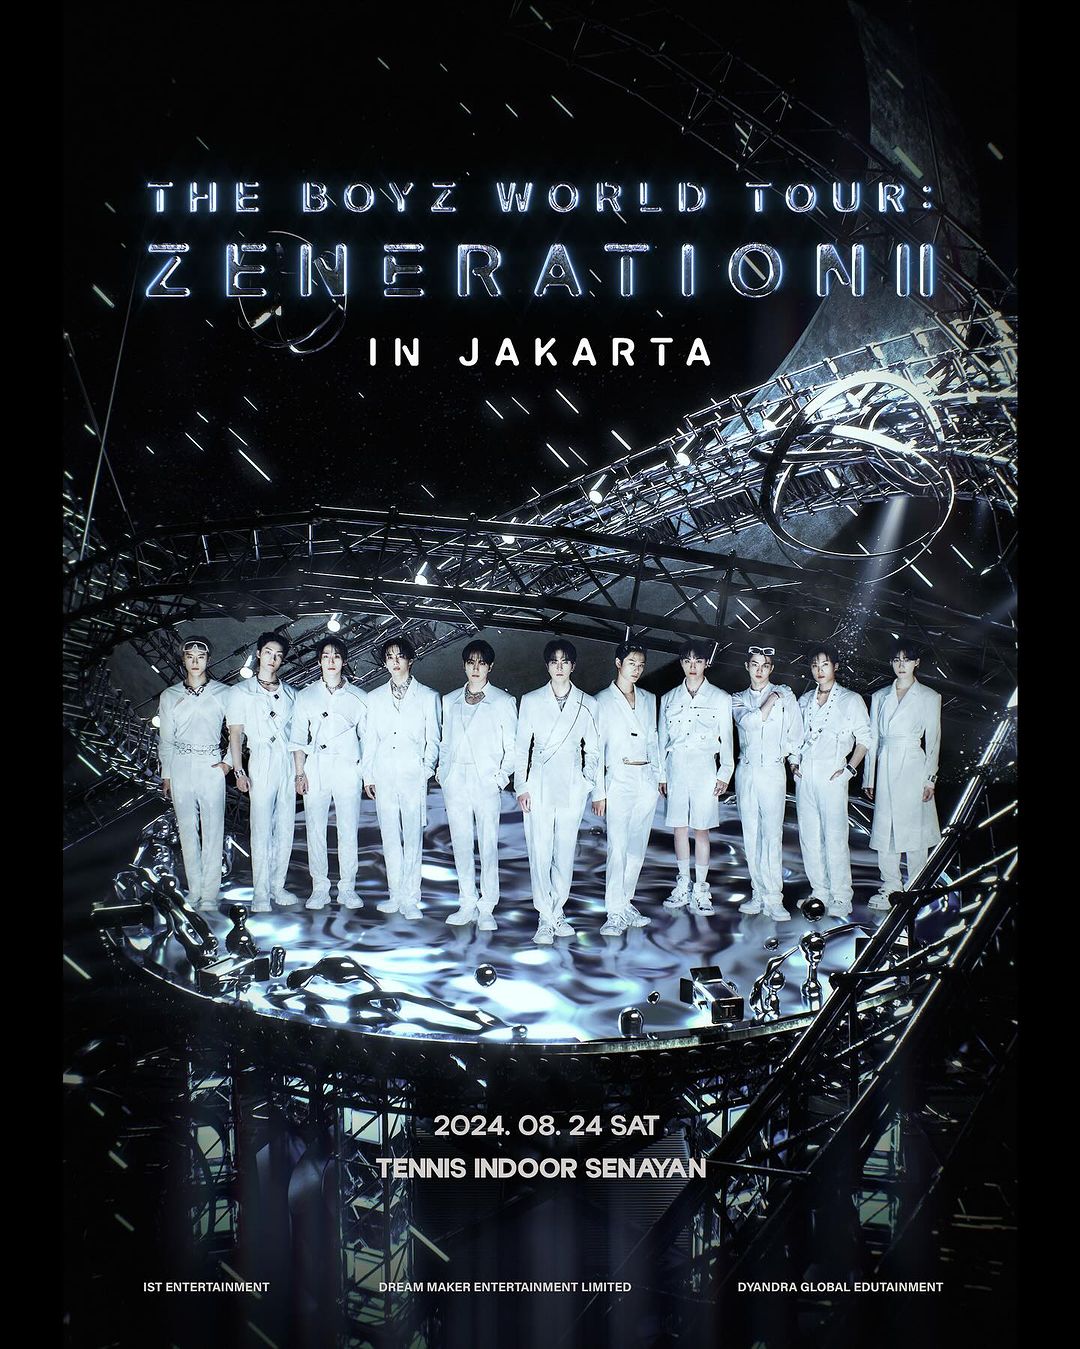 THE BOYZ WORLD TOUR:
ZENERATION II
IN JAKARTA
2024. 08. 24 SAT
TENNIS INDOOR SENAYAN
IST ENTERTAINMENT
DREAM MAKER ENTERTAINMENT LIMITED
DYANDRA GLOBAL EDUTAINMENT